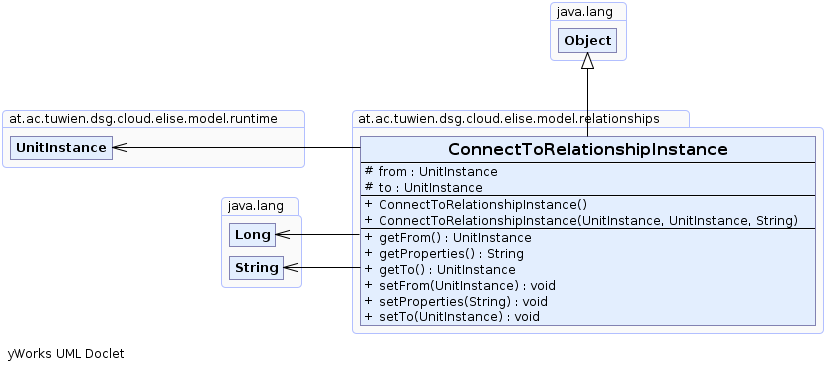 java.lang
Object
at.ac.tuwien.dsg.cloud.elise.model.runtime
UnitInstance
at.ac.tuwien.dsg.cloud.elise.model.relationships
ConnectToRelationshipInstance
# from : UnitInstance
# to : UnitInstance
+ ConnectToRelationshipInstance()
+ ConnectToRelationshipInstance(UnitInstance, UnitInstance, String)
+ getFrom() : UnitInstance
+ getProperties() : String
+ getTo() : UnitInstance
+ setFrom(UnitInstance) : void
+ setProperties(String) : void
+ setTo(UnitInstance) : void
java.lang
Long
String
yWorks UML Doclet